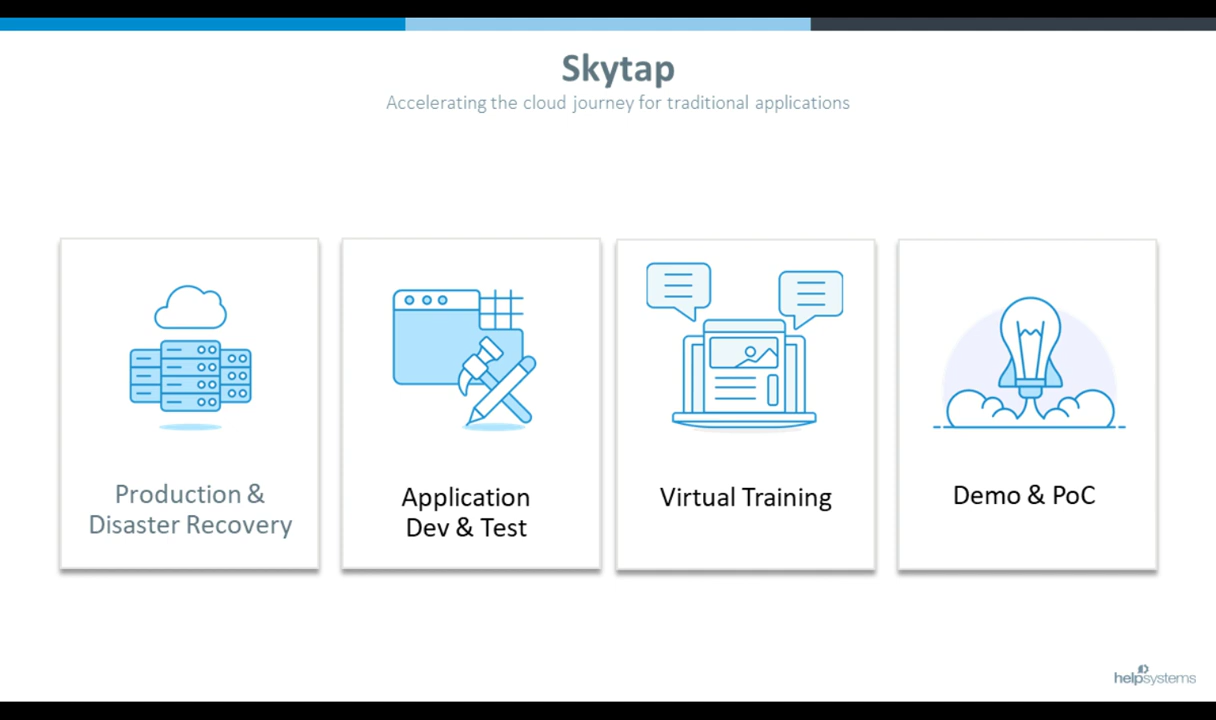 Skytap
Accelerating the cloud journey for traditional applications
Production &
Disaster Recovery
Application
Dev & Test
Virtual Training
Demo & PoC
helpsystems